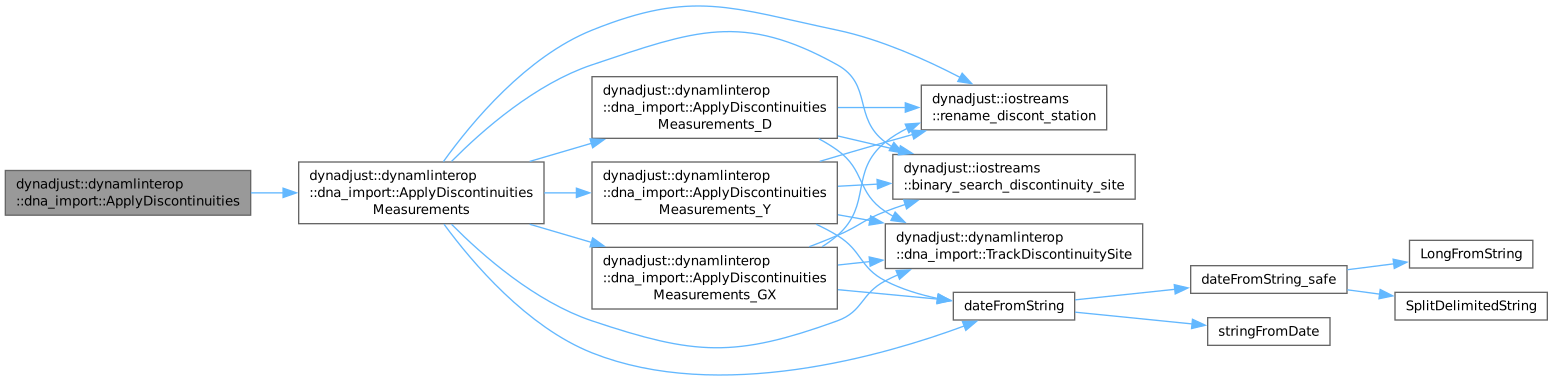 dynadjust::dynamlinterop
::dna_import::ApplyDiscontinuities
dynadjust::dynamlinterop
::dna_import::ApplyDiscontinuities
Measurements
dynadjust::dynamlinterop
::dna_import::ApplyDiscontinuities
Measurements_D
dynadjust::dynamlinterop
::dna_import::ApplyDiscontinuities
Measurements_Y
dynadjust::dynamlinterop
::dna_import::ApplyDiscontinuities
Measurements_GX
dynadjust::iostreams
::rename_discont_station
dynadjust::iostreams
::binary_search_discontinuity_site
dynadjust::dynamlinterop
::dna_import::TrackDiscontinuitySite
dateFromString
dateFromString_safe
stringFromDate
LongFromString
SplitDelimitedString